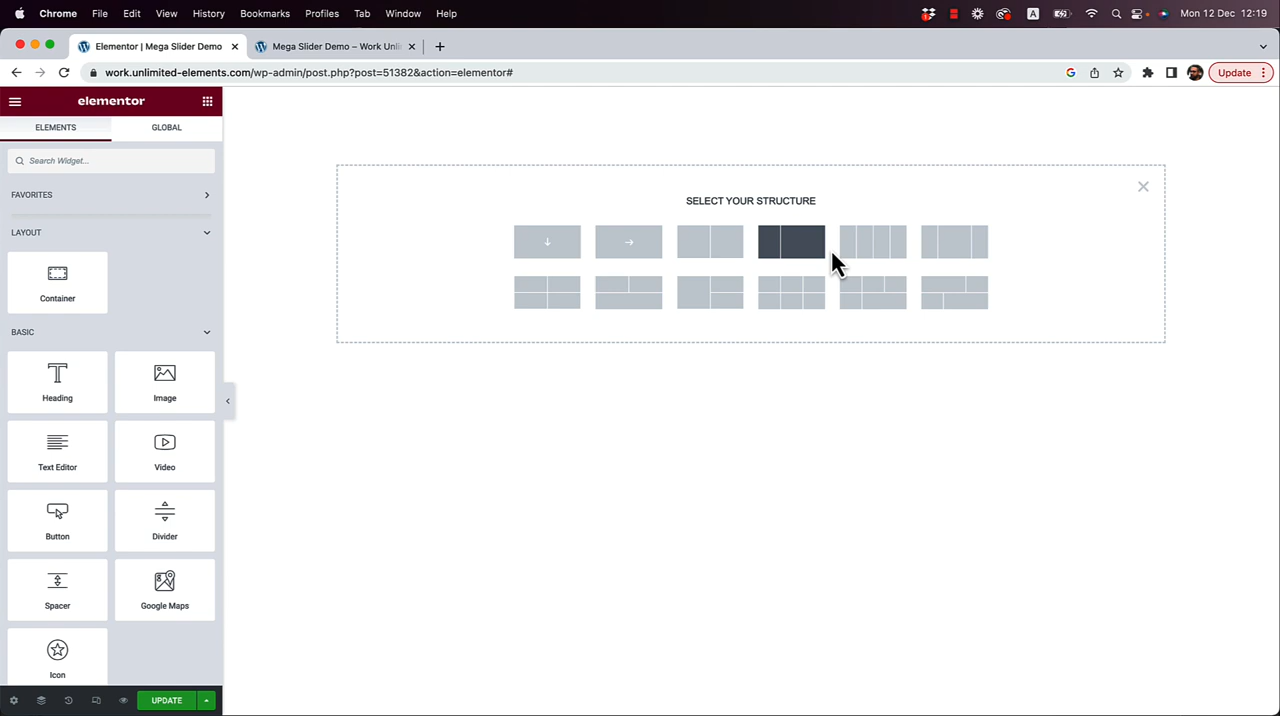 Chrome File Edit View History Bookmarks Profiles Tab Window Help A Mon 12 Dec 12:19
Elementor | Mega Slider Demo Mega Slider Demo – Work Unli
work.unlimited-elements.com/wp-admin/post.php?post=51382&action=elementor# Update
elementor
ELEMENTS GLOBAL
Search Widget...
FAVORITES
LAYOUT
Container
BASIC
Heading Image
Text Editor Video
Button Divider
Spacer Google Maps
Icon
UPDATE
SELECT YOUR STRUCTURE